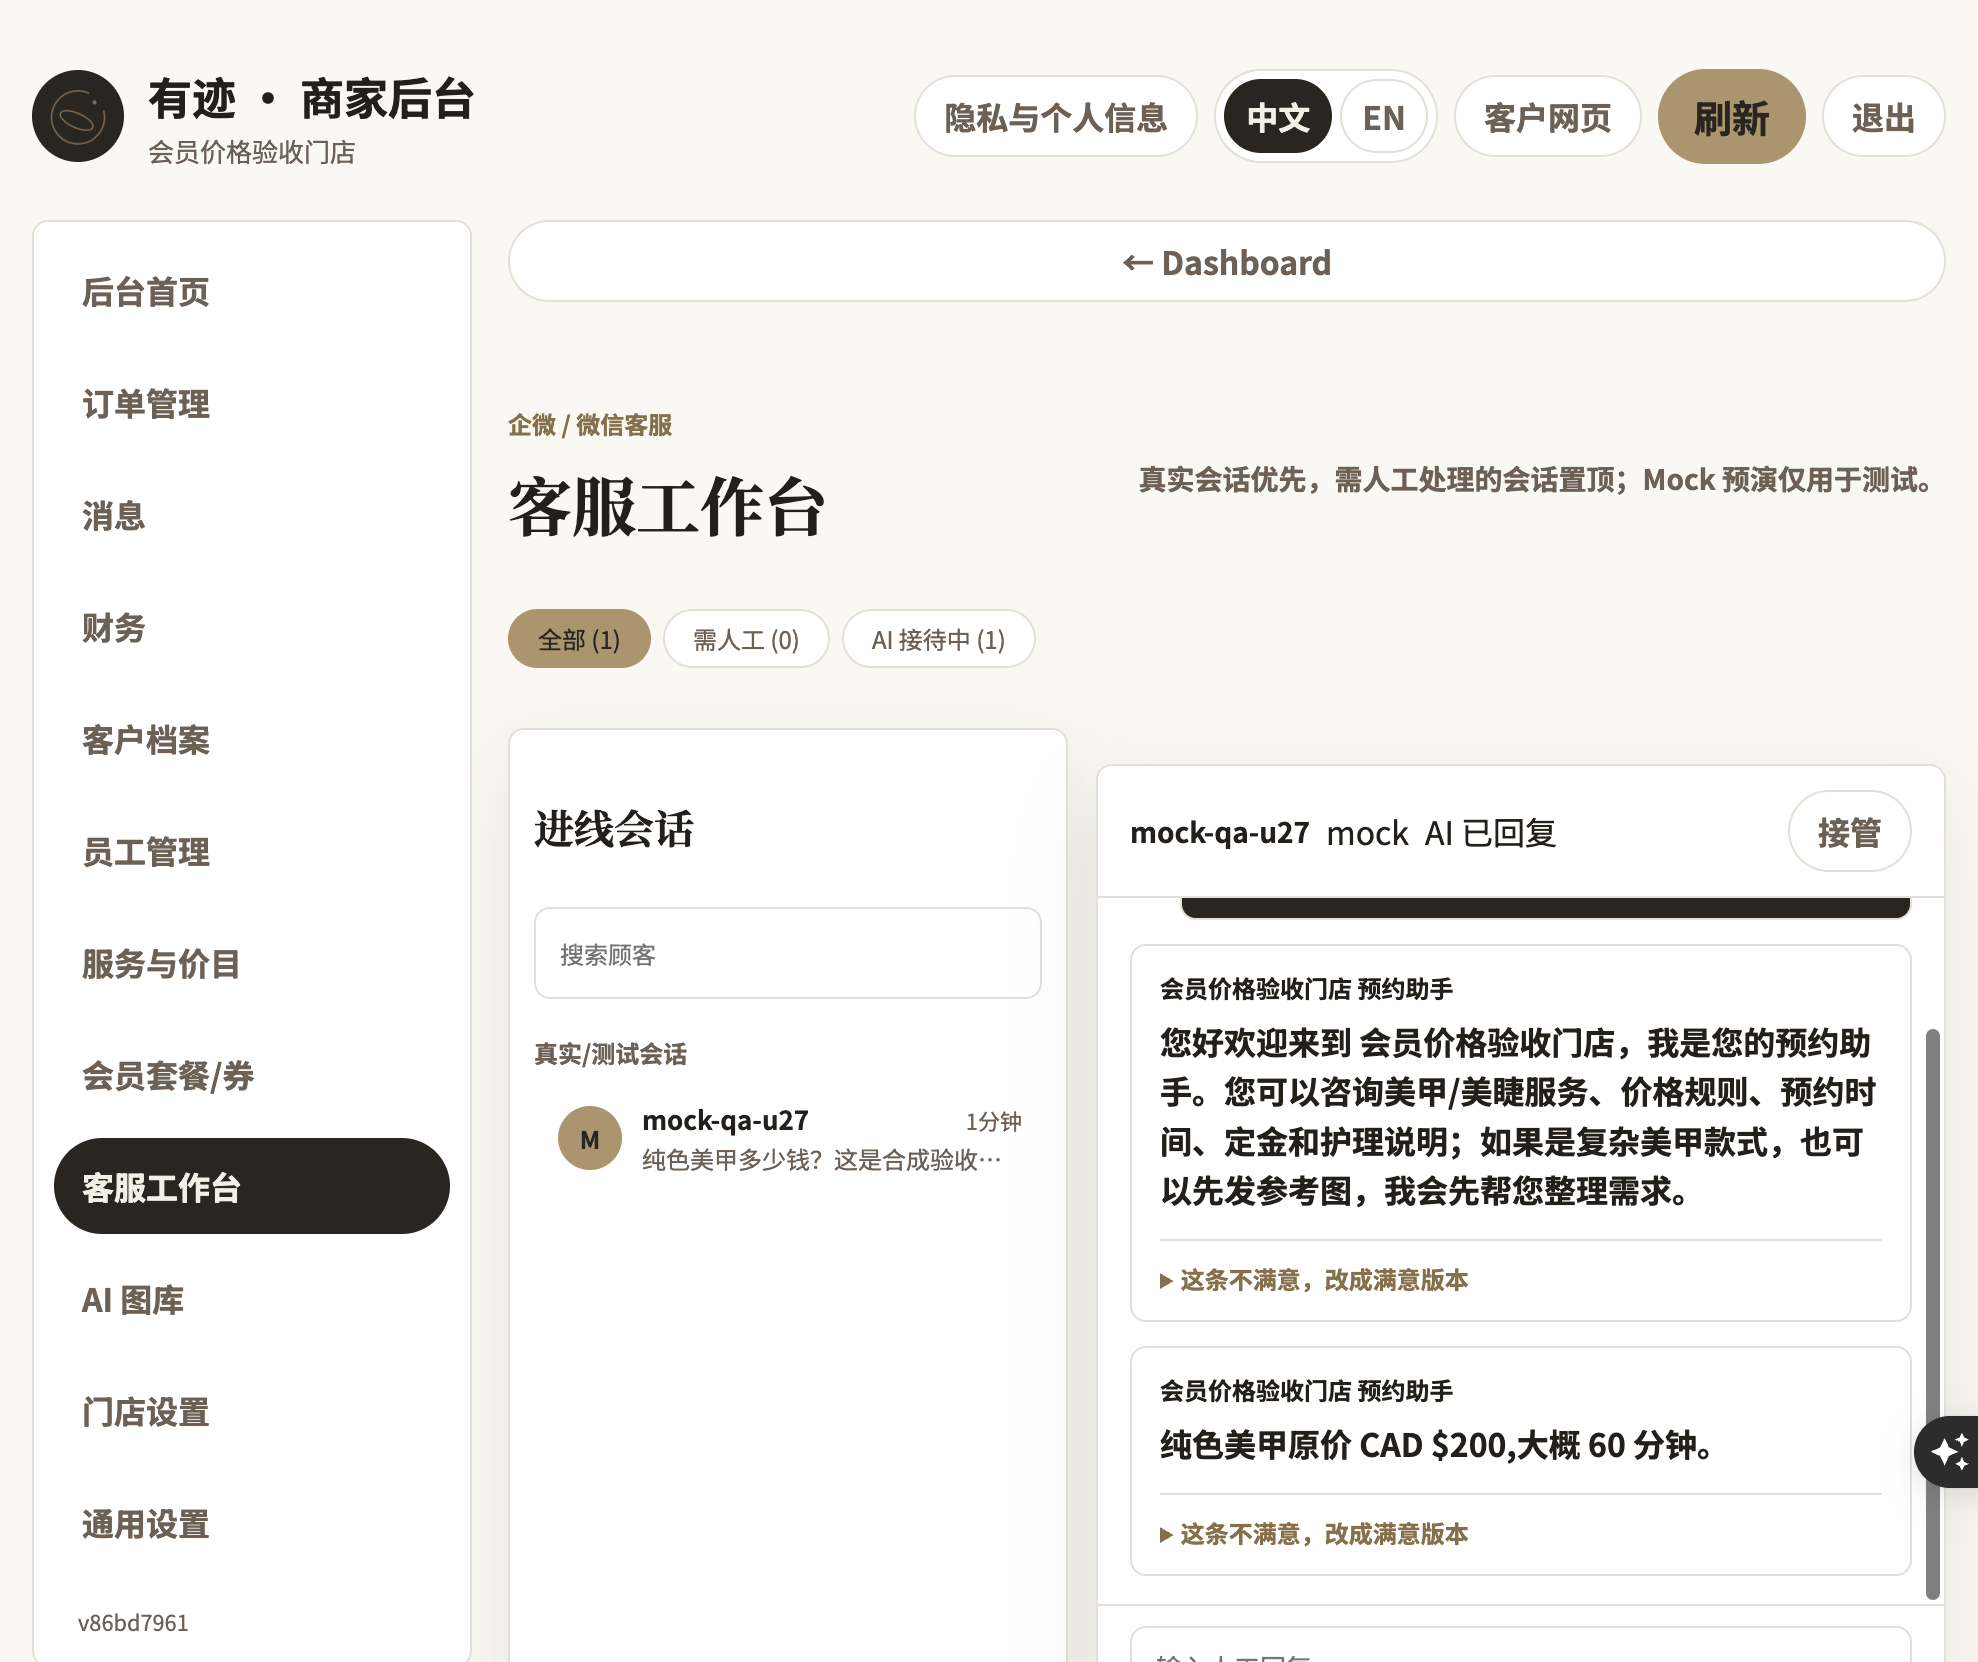 有迹 · 商家后台
会员价格验收门店
隐私与个人信息
中文
EN
客户网页
刷新
退出
后台首页
订单管理
消息
财务
客户档案
员工管理
服务与价目
会员套餐/券
客服工作台
AI 图库
门店设置
通用设置
v86bd7961
← Dashboard
企微 / 微信客服
客服工作台
真实会话优先，需人工处理的会话置顶；Mock 预演仅用于测试。
全部 (1)
需人工 (0)
AI 接待中 (1)
进线会话
搜索顾客
真实/测试会话
M
mock-qa-u27
1分钟
纯色美甲多少钱？这是合成验收…
mock-qa-u27 mock AI 已回复
接管
会员价格验收门店 预约助手
您好欢迎来到 会员价格验收门店，我是您的预约助
手。您可以咨询美甲/美睫服务、价格规则、预约时
间、定金和护理说明；如果是复杂美甲款式，也可
以先发参考图，我会先帮您整理需求。
▶ 这条不满意，改成满意版本
会员价格验收门店 预约助手
纯色美甲原价 CAD $200,大概 60 分钟。
▶ 这条不满意，改成满意版本